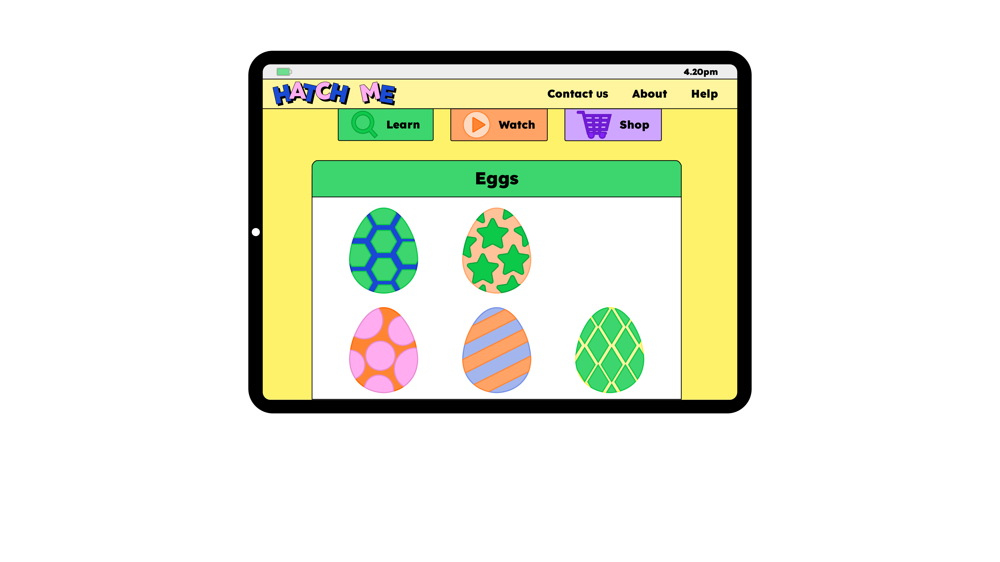 4.20pm
HATCH ME
Contact us About Help
Learn Watch Shop
Eggs